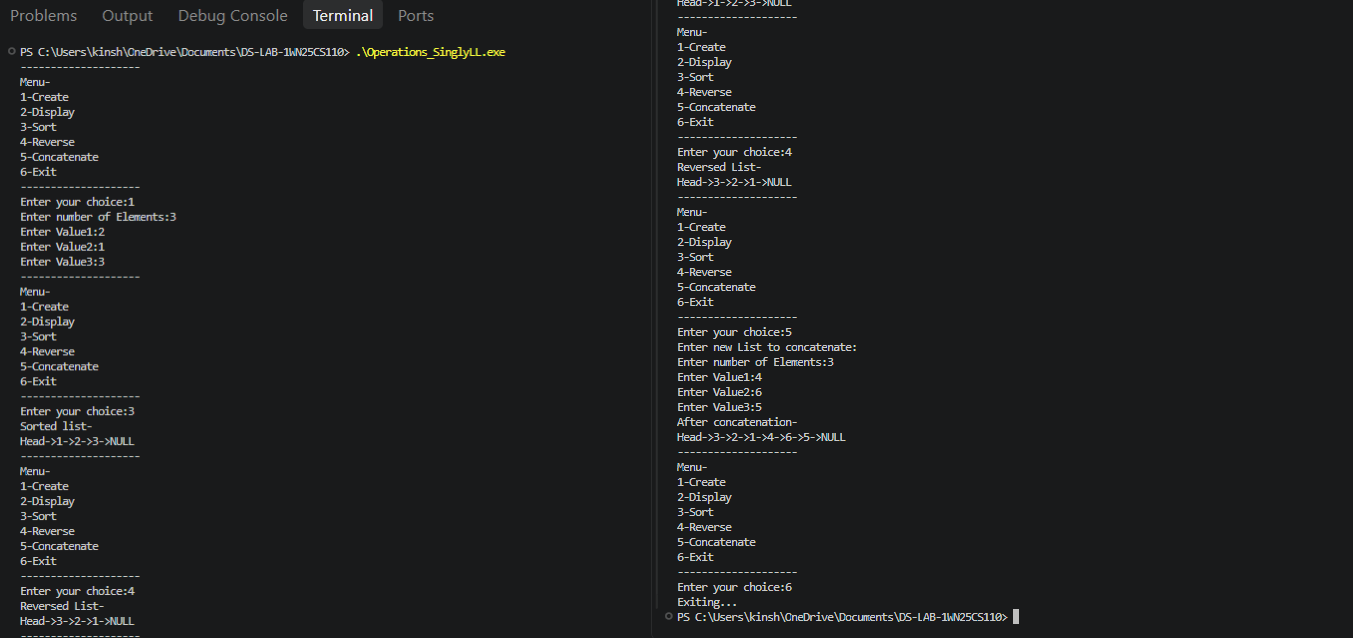 Problems Output Debug Console Terminal Ports
PS C:\Users\kinsh\OneDrive\Documents\DS-LAB-1WN25CS110> .\Operations_SinglyLL.exe
--------------------
Menu-
1-Create
2-Display
3-Sort
4-Reverse
5-Concatenate
6-Exit
--------------------
Enter your choice:1
Enter number of Elements:3
Enter Value1:2
Enter Value2:1
Enter Value3:3
--------------------
Menu-
1-Create
2-Display
3-Sort
4-Reverse
5-Concatenate
6-Exit
--------------------
Enter your choice:3
Sorted list-
Head->1->2->3->NULL
--------------------
Menu-
1-Create
2-Display
3-Sort
4-Reverse
5-Concatenate
6-Exit
--------------------
Enter your choice:4
Reversed List-
Head->3->2->1->NULL
--------------------
Head->1->2->3->NULL
--------------------
Menu-
1-Create
2-Display
3-Sort
4-Reverse
5-Concatenate
6-Exit
--------------------
Enter your choice:4
Reversed List-
Head->3->2->1->NULL
--------------------
Menu-
1-Create
2-Display
3-Sort
4-Reverse
5-Concatenate
6-Exit
--------------------
Enter your choice:5
Enter new List to concatenate:
Enter number of Elements:3
Enter Value1:4
Enter Value2:6
Enter Value3:5
After concatenation-
Head->3->2->1->4->6->5->NULL
--------------------
Menu-
1-Create
2-Display
3-Sort
4-Reverse
5-Concatenate
6-Exit
--------------------
Enter your choice:6
Exiting...
PS C:\Users\kinsh\OneDrive\Documents\DS-LAB-1WN25CS110>